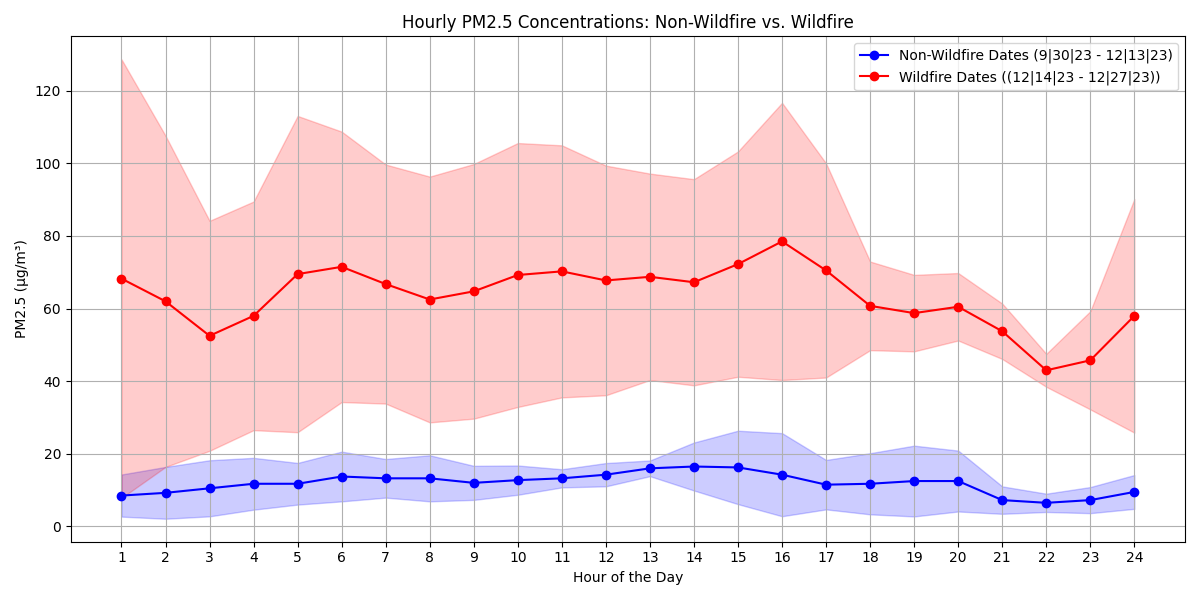 Hourly PM2.5 Concentrations: Non-Wildfire vs. Wildfire
Non-Wildfire Dates (9|30|23 - 12|13|23)
Wildfire Dates ((12|14|23 - 12|27|23))
PM2.5 (µg/m³)
120
100
80
60
40
20
0
1 2 3 4 5 6 7 8 9 10 11 12 13 14 15 16 17 18 19 20 21 22 23 24
Hour of the Day